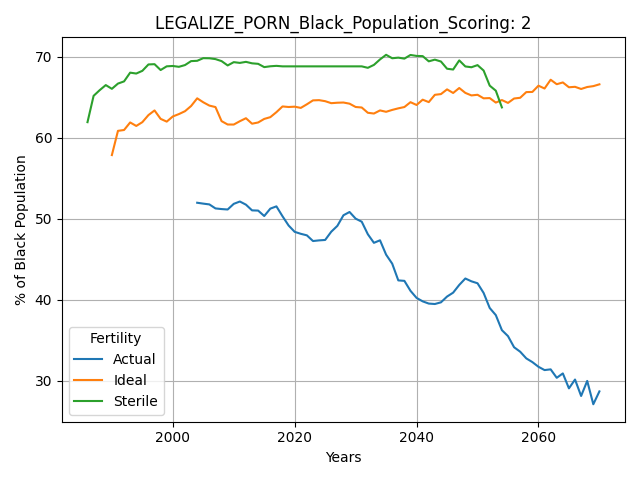 LEGALIZE_PORN_Black_Population_Scoring: 2
% of Black Population
70
60
50
40
30
Fertility
Actual
Ideal
Sterile
2000
2020
2040
2060
Years